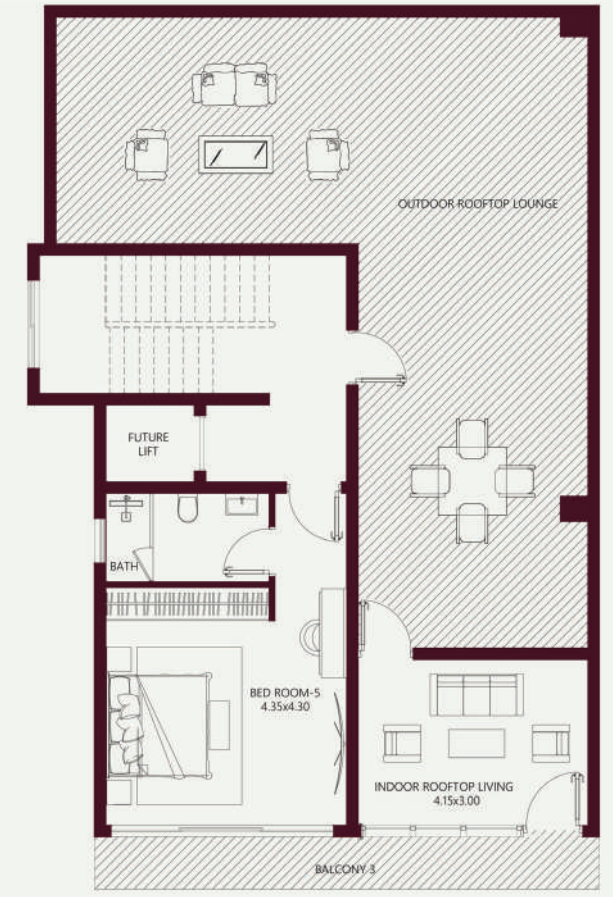 OUTDOOR ROOFTOP LOUNGE
FUTURE
LIFT
BATH
BED ROOM-5
4.35x4.30
INDOOR ROOFTOP LIVING
4.15x3.00
BALCONY 3